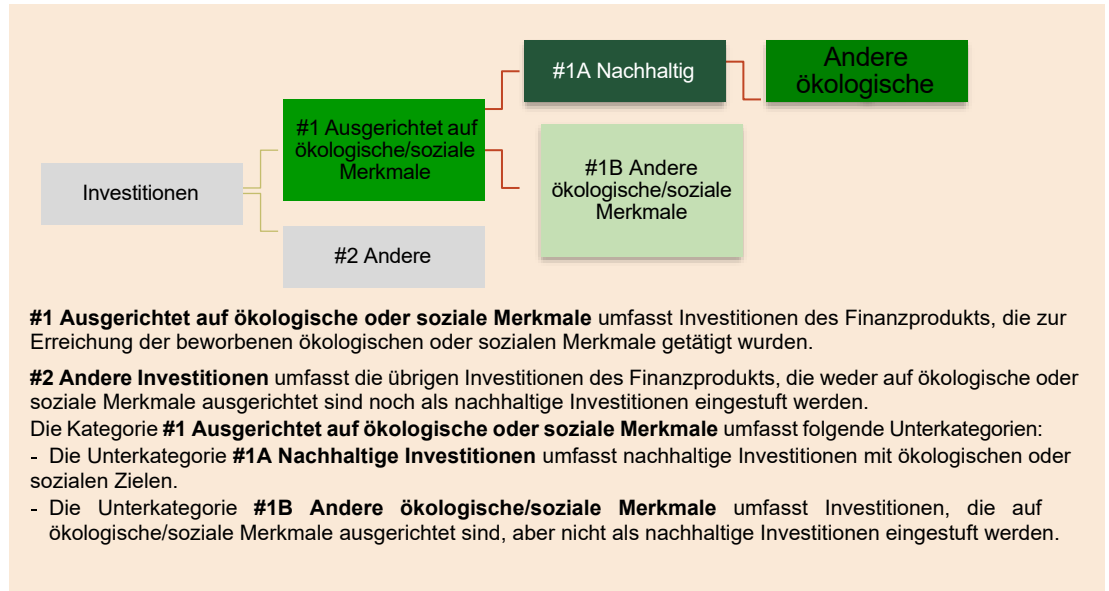 #1A Nachhaltig
Andere
ökologische
#1 Ausgerichtet auf
ökologische/soziale
Merkmale
#1B Andere
ökologische/soziale
Merkmale
Investitionen
#2 Andere
#1 Ausgerichtet auf ökologische oder soziale Merkmale umfasst Investitionen des Finanzprodukts, die zur
Erreichung der beworbenen ökologischen oder sozialen Merkmale getätigt wurden.
#2 Andere Investitionen umfasst die übrigen Investitionen des Finanzprodukts, die weder auf ökologische oder
soziale Merkmale ausgerichtet sind noch als nachhaltige Investitionen eingestuft werden.
Die Kategorie #1 Ausgerichtet auf ökologische oder soziale Merkmale umfasst folgende Unterkategorien:
- Die Unterkategorie #1A Nachhaltige Investitionen umfasst nachhaltige Investitionen mit ökologischen oder
sozialen Zielen.
- Die Unterkategorie #1B Andere ökologische/soziale Merkmale umfasst Investitionen, die auf
ökologische/soziale Merkmale ausgerichtet sind, aber nicht als nachhaltige Investitionen eingestuft werden.